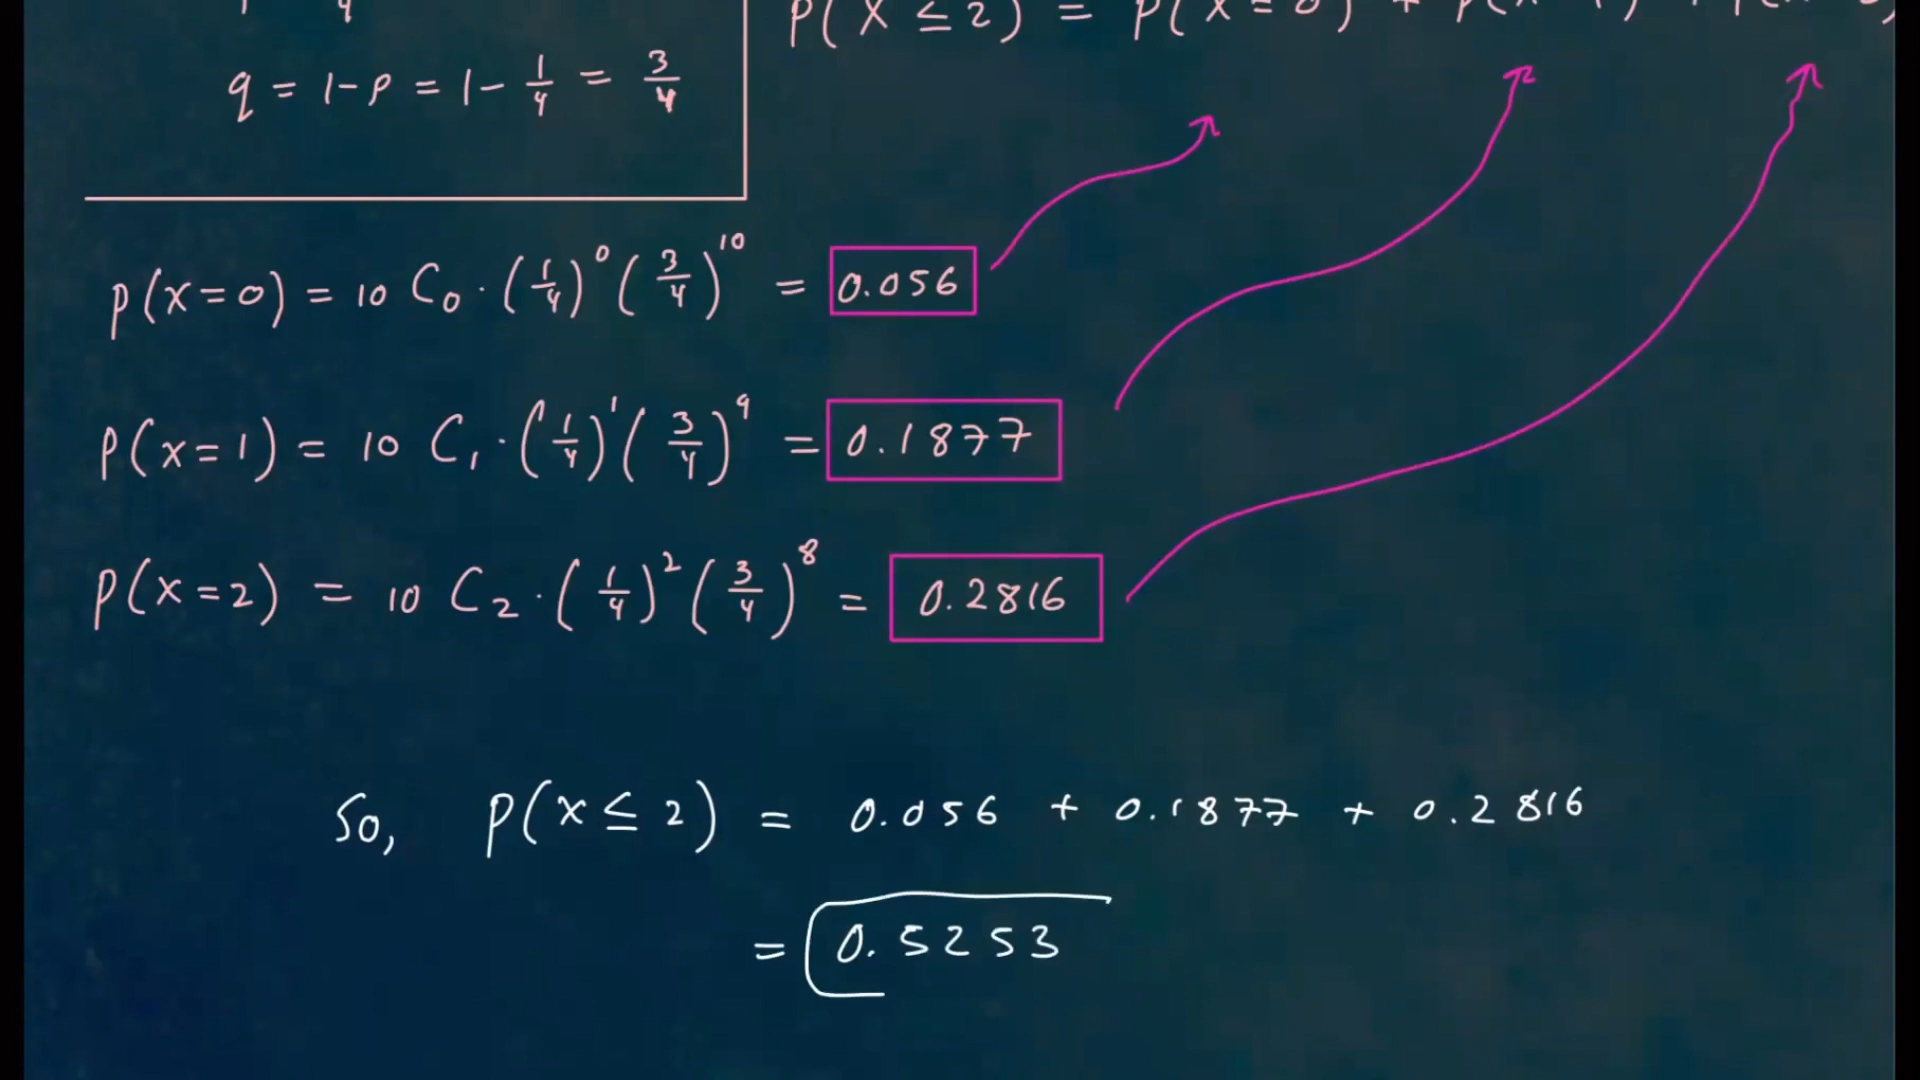 P(X ≤ 2) = P(X = 0) +
q = 1-p = 1 - 1/4 = 3/4
P(x=0) = 10 C₀ · (1/4)⁰ (3/4)¹⁰ = 0.056
P(x=1) = 10 C₁ · (1/4)¹ (3/4)⁹ = 0.1877
P(x=2) = 10 C₂ · (1/4)² (3/4)⁸ = 0.2816
So, P(x ≤ 2) = 0.056 + 0.1877 + 0.2816
= 0.5253